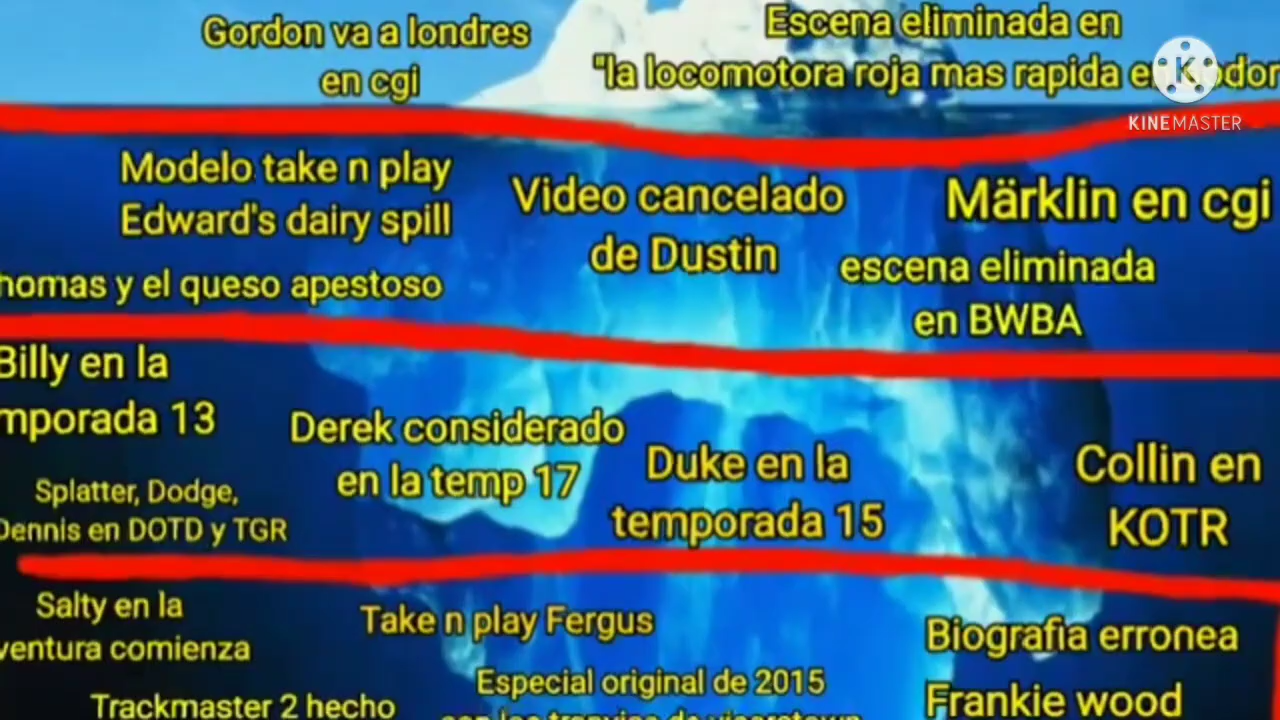 Gordon va a londres
en cgi
Escena eliminada en
"la locomotora roja mas rapida e
KINEMASTER
Modelo take n play
Edward's dairy spill
homas y el queso apestoso
Video cancelado
de Dustin
Märklin en cgi
escena eliminada
en BWBA
Billy en la
mporada 13
Splatter, Dodge,
Dennis en DOTD y TGR
Derek considerado
en la temp 17
Duke en la
temporada 15
Collin en
KOTR
Salty en la
ventura comienza
Trackmaster 2 hecho
Take n play Fergus
Especial original de 2015
Biografia erronea
Frankie wood